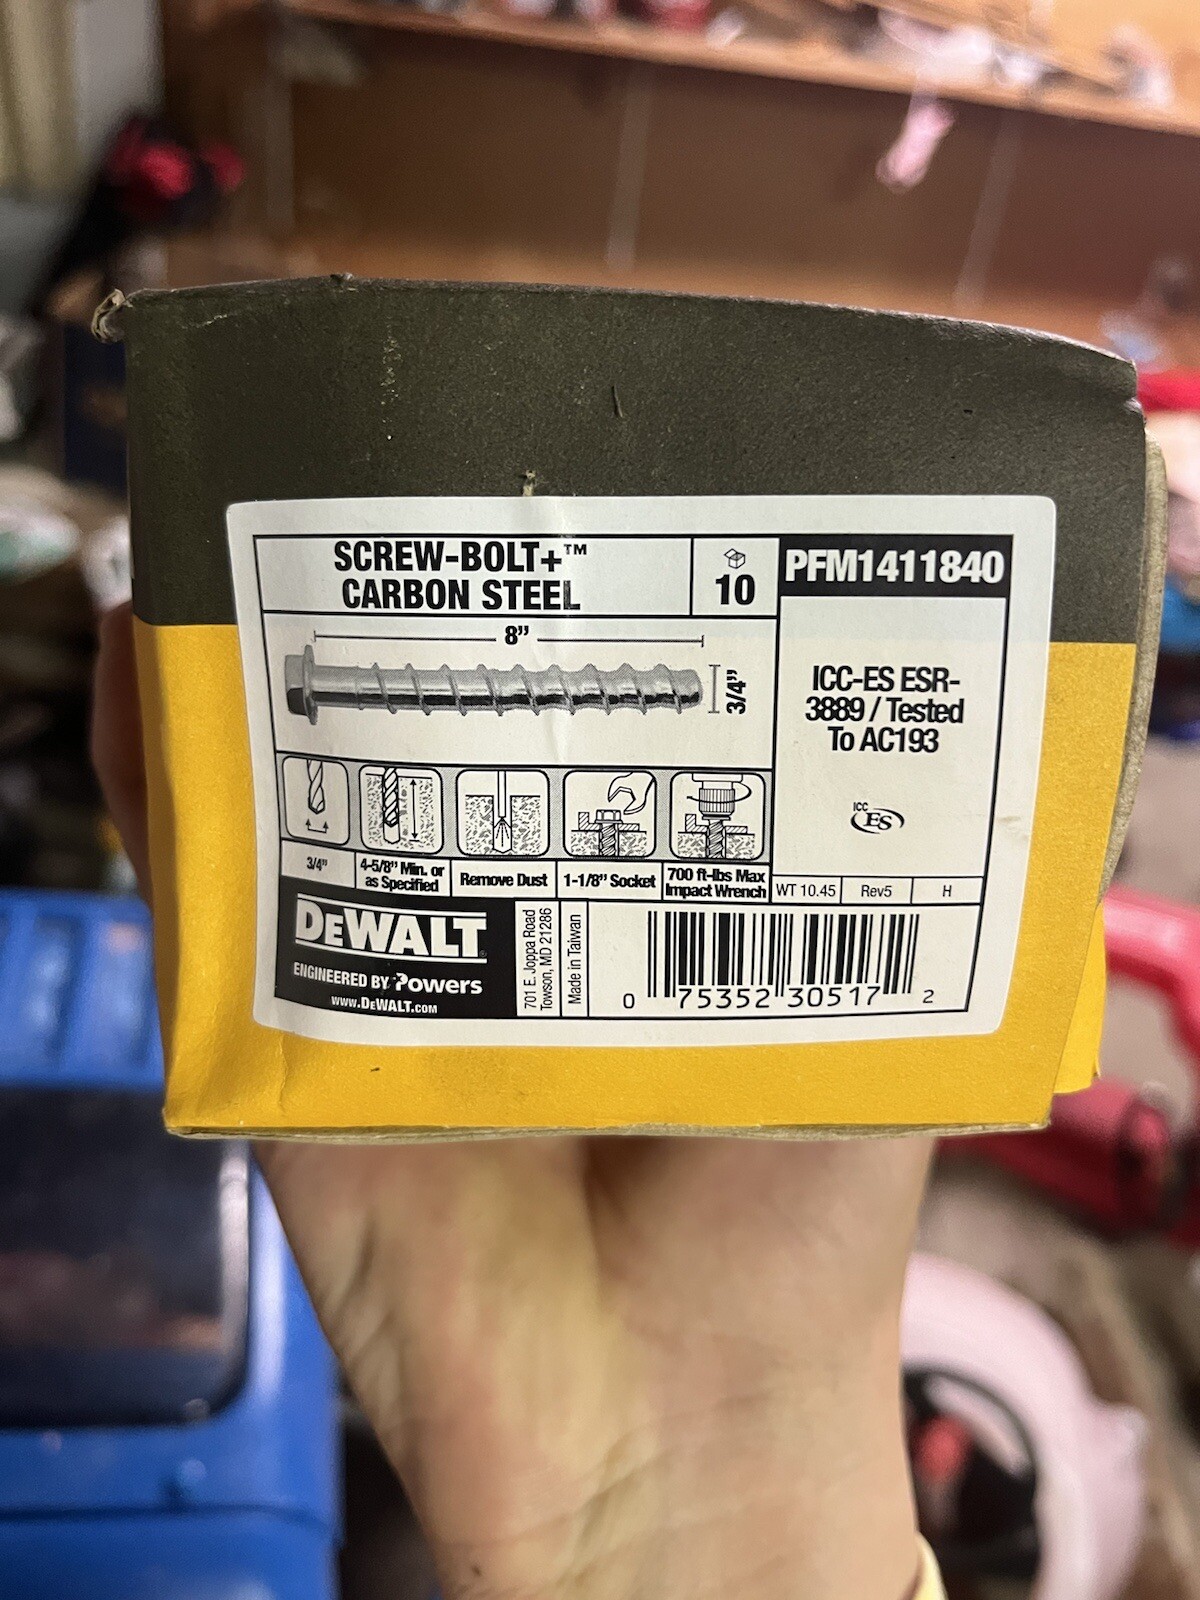 SCREW-BOLT+™
CARBON STEEL
10
PFM1411840
8”
3/4”
ICC-ES ESR-
3889 / Tested
To AC193
ICC
ES
3/4”
4-5/8” Min. or
as Specified
Remove Dust
1-1/8” Socket
700 ft-lbs Max
Impact Wrench
WT 10.45
Rev5
H
DEWALT
ENGINEERED BY Powers
www.DEWALT.com
701 E. Joppa Road
Towson, MD 21286
Made in Taiwan
0 75352 30517 2